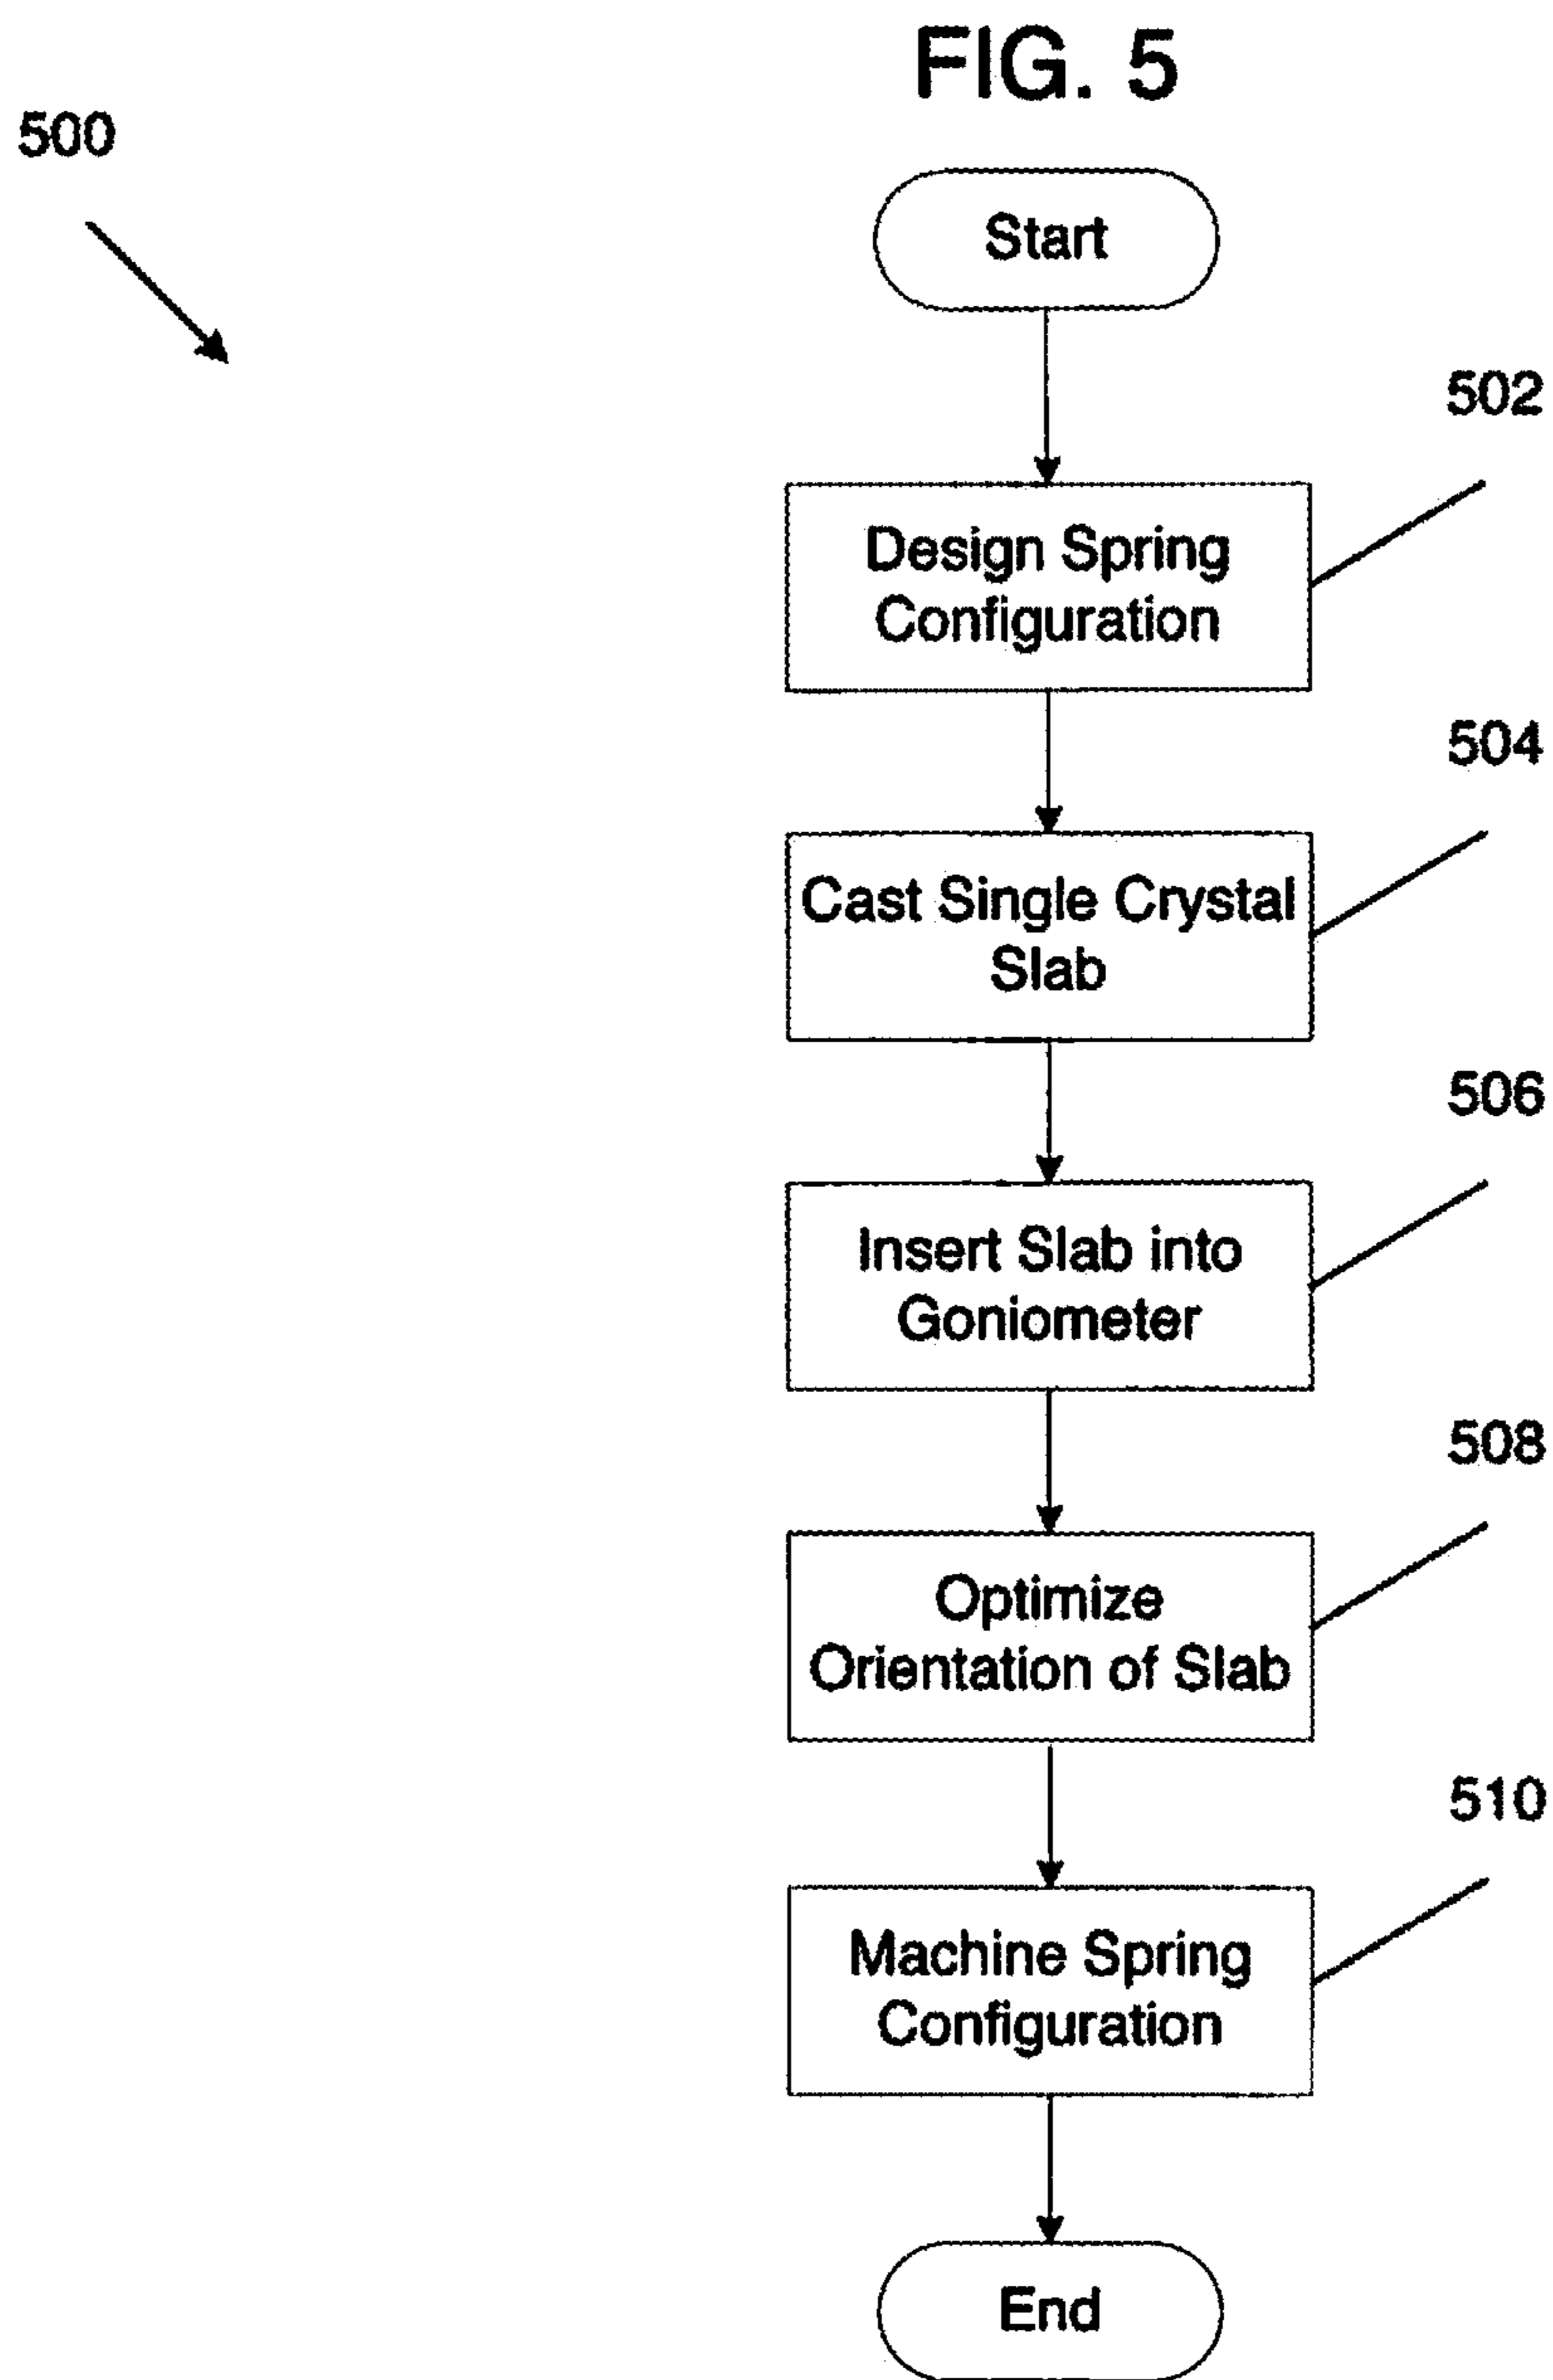 FIG. 5
500
Start
502
Design Spring
Configuration
504
Cast Single Crystal
Slab
506
Insert Slab into
Goniometer
508
Optimize
Orientation of Slab
510
Machine Spring
Configuration
End